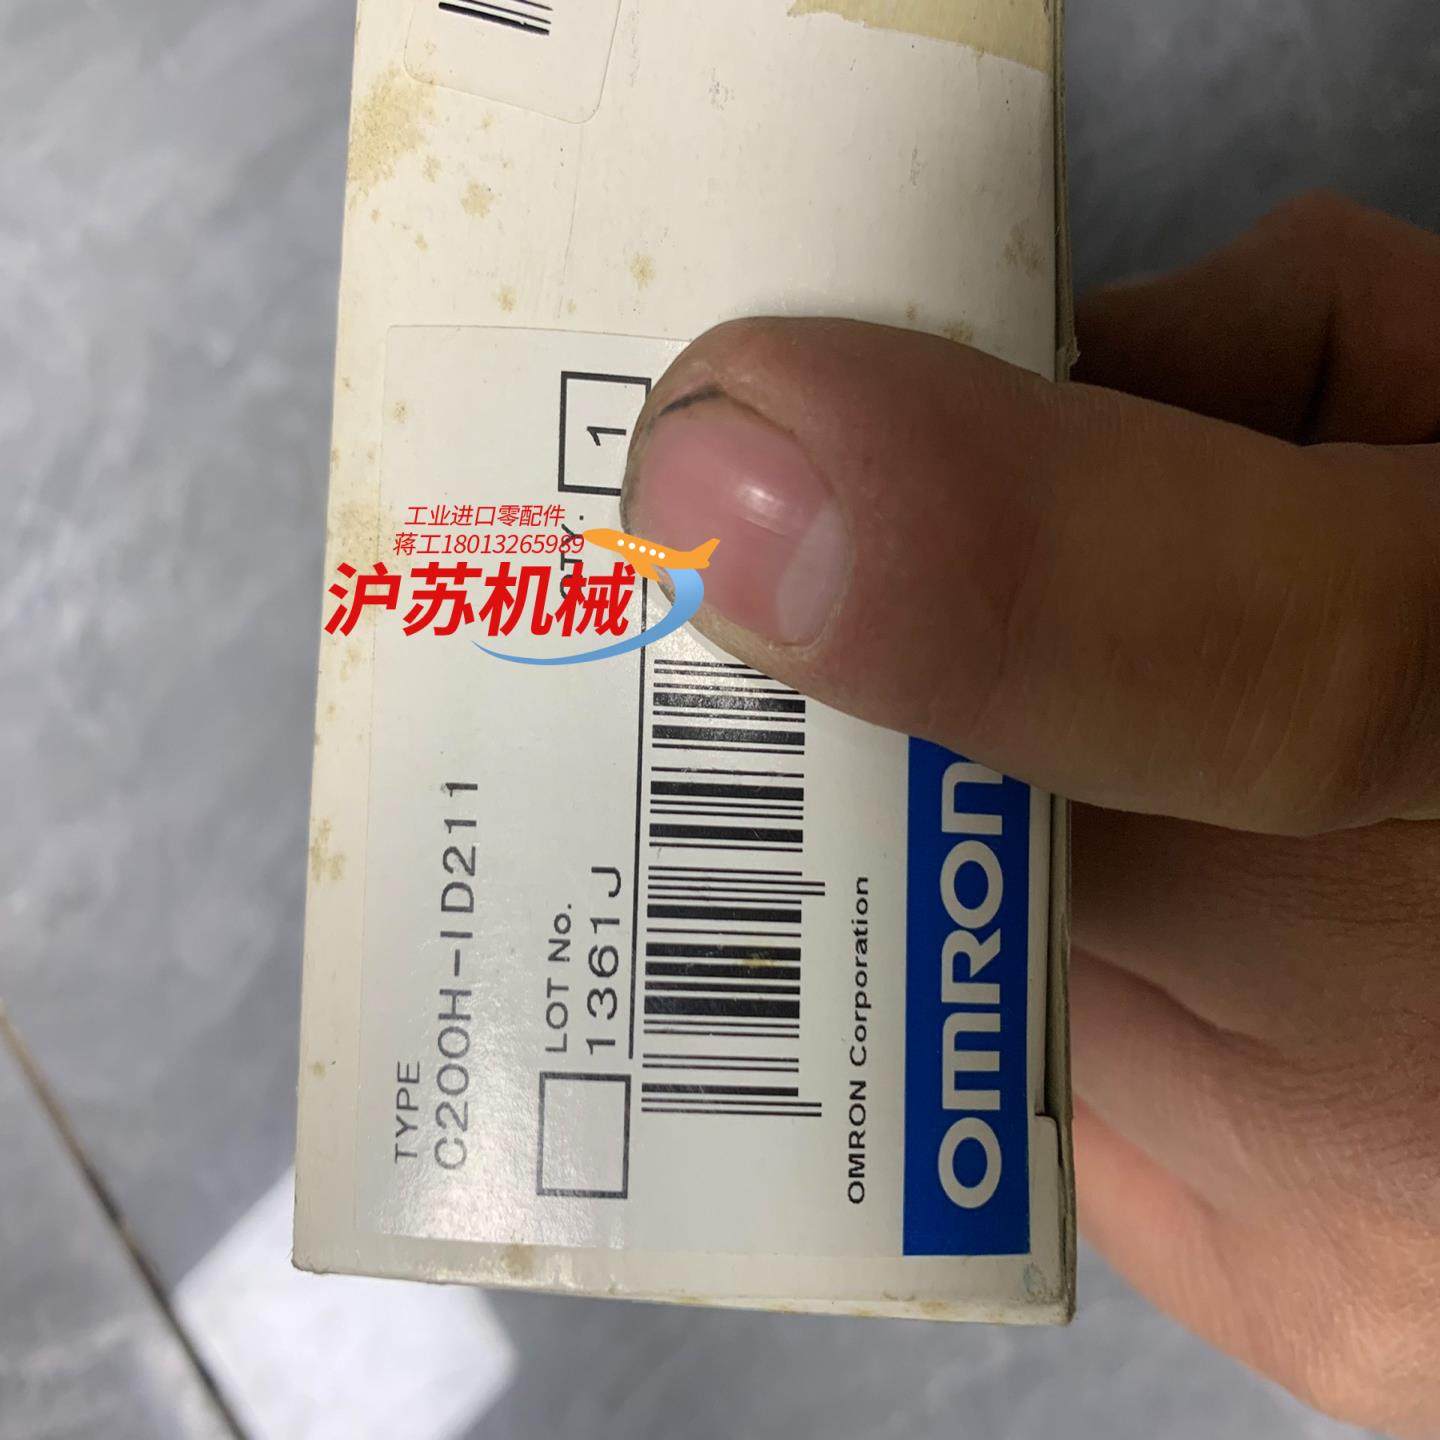 TYPE
C200H-ID211
LOT No.
1361J
QTY.
1
OMRON Corporation
OMRON
工业进口零配件
蒋工18013265989
沪苏机械